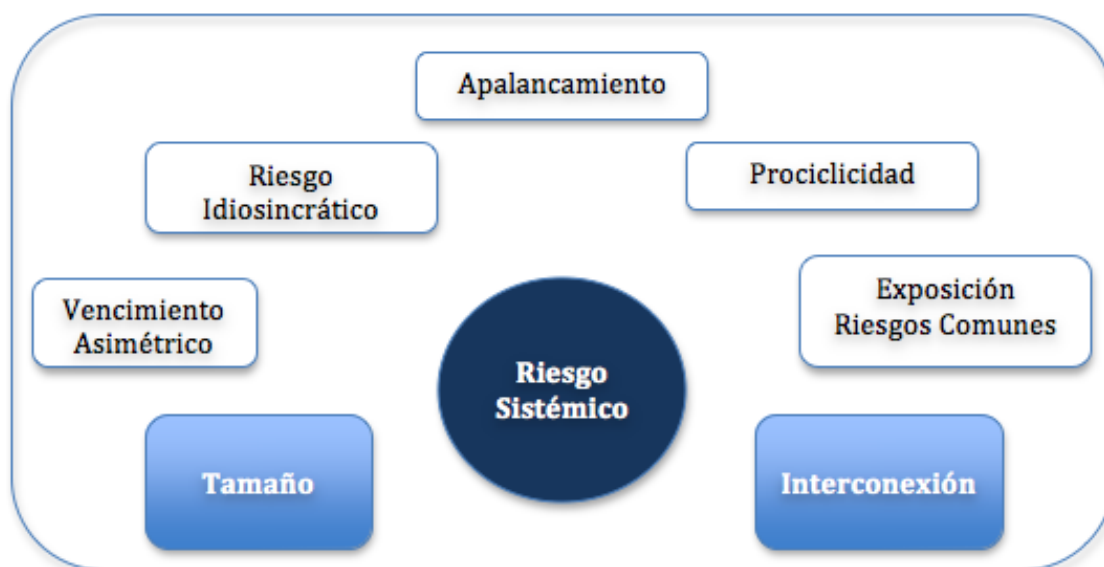 Apalancamiento
Riesgo
Idiosincrático
Prociclicidad
Vencimiento
Asimétrico
Exposición
Riesgos Comunes
Riesgo
Sistémico
Tamaño
Interconexión